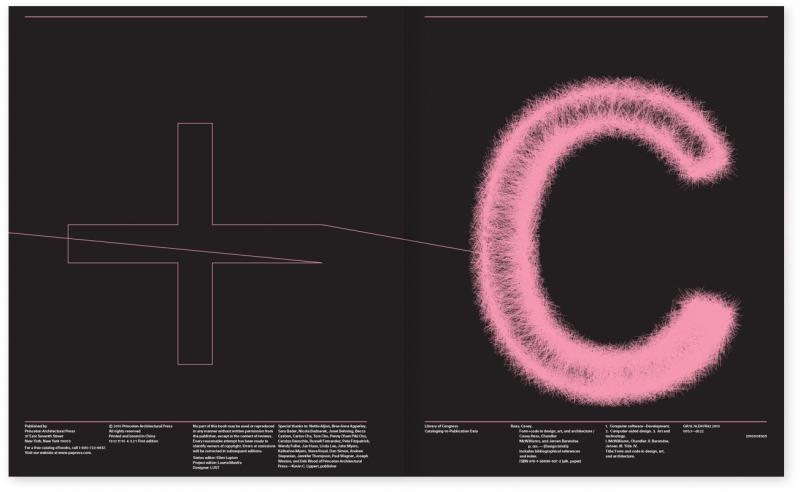 C
Published by
Princeton Architectural Press
37 East Seventh Street
New York, New York 10003
For a free catalog of books, call 1-800-722-6657.
Visit our website at www.papress.com.
© 2010 Princeton Architectural Press
All rights reserved
Printed and bound in China
13 12 11 10 4 3 2 1 First edition
No part of this book may be used or reproduced
in any manner without written permission from
the publisher, except in the context of reviews.
Every reasonable attempt has been made to
identify owners of copyright. Errors or omissions
will be corrected in subsequent editions.
Series editor: Ellen Lupton
Project editor: Laurie Manfra
Designer: LUST
Special thanks to: Nettie Aljian, Bree Anne Apperley,
Sara Bader, Nicola Bednarek, Janet Behning, Becca
Casbon, Carina Cha, Tom Cho, Penny (Yuen Pik) Chu,
Carolyn Deuschle, Russell Fernandez, Pete Fitzpatrick,
Wendy Fuller, Jan Haux, Linda Lee, John Myers,
Katharine Myers, Steve Royal, Dan Simon, Andrew
Stepanian, Jennifer Thompson, Paul Wagner, Joseph
Weston, and Deb Wood of Princeton Architectural
Press —Kevin C. Lippert, publisher
Library of Congress
Cataloging-in-Publication Data
Reas, Casey.
Form+code in design, art, and architecture /
Casey Reas, Chandler
McWilliams, and Jeroen Barendse.
p. cm. — (Design briefs)
Includes bibliographical references
and index.
ISBN 978-1-56898-937-2 (alk. paper)
1. Computer software—Development.
2. Computer-aided design. 3. Art and
technology.
I. McWilliams, Chandler. II. Barendse,
Jeroen. III. Title. IV.
Title: Form and code in design, art,
and architecture.
QA76.76.D47R42 2010
005.1—dc22